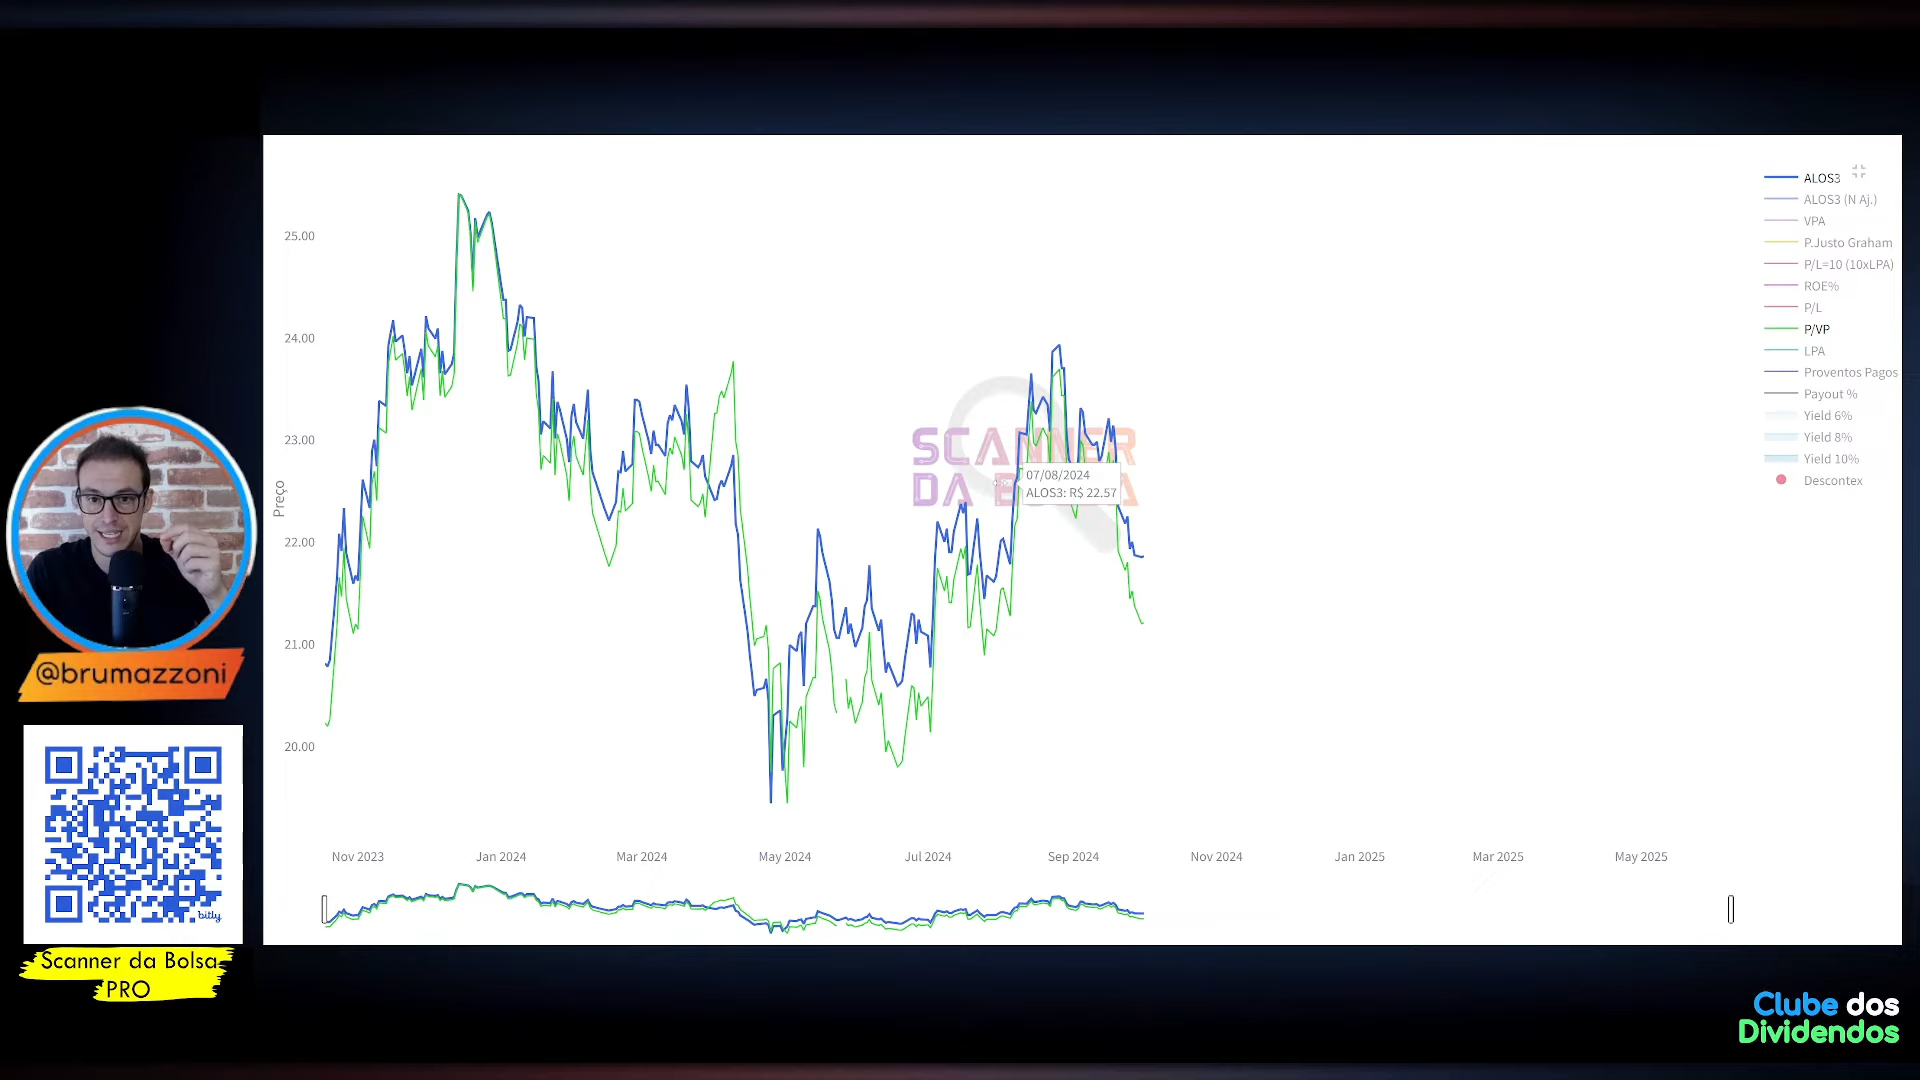 25.00
24.00
23.00
22.00
21.00
20.00
Preço
Nov 2023
Jan 2024
Mar 2024
May 2024
Jul 2024
Sep 2024
Nov 2024
Jan 2025
Mar 2025
May 2025
SCANNER
DA B
A
07/08/2024
ALOS3: R$ 22.57
ALOS3
ALOS3 (N Aj.)
VPA
P.Justo Graham
P/L=10 (10xLPA)
ROE%
P/L
P/VP
LPA
Proventos Pagos
Payout %
Yield 6%
Yield 8%
Yield 10%
Descontex
@brumazzoni
bitly
Scanner da Bolsa
PRO
Clube dos
Dividendos